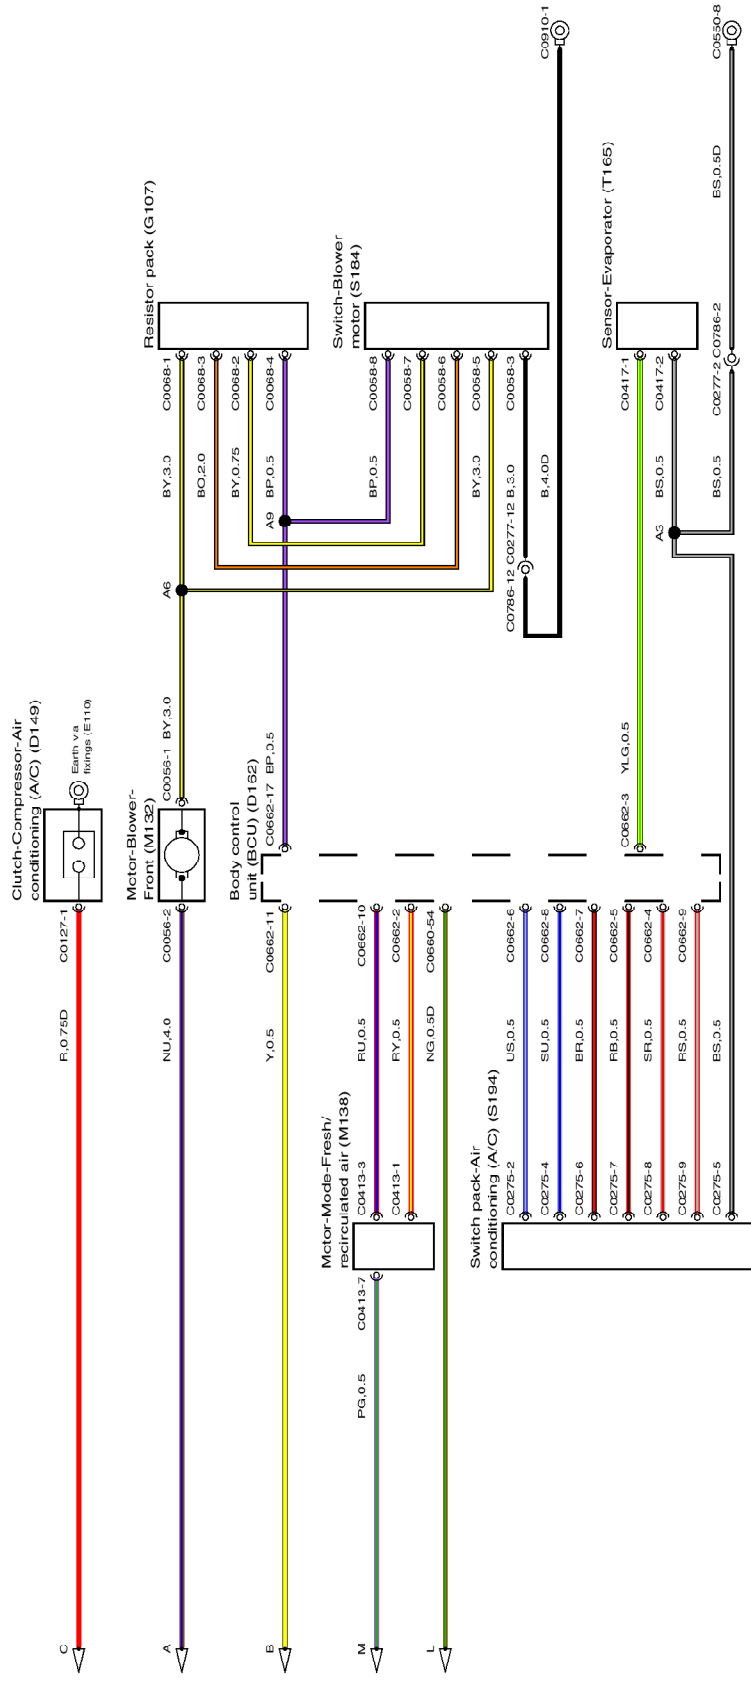 Clutch-Compressor-Air
conditioning (A/C) (D149)
C
R,0.75D
C0127-1
Earth via
fixings (E110)
Motor-Blower-
Front (M132)
A
NU,4.0
C0056-2
C0056-1
BY,3.0
A6
BY,3.0
C0068-1
Resistor pack (G107)
BO,2.0
C0068-3
BY,0.75
C0068-2
Body control
unit (BCU) (D162)
B
Y,0.5
C0662-11
C0662-17
BP,0.5
A9
BP,0.5
C0068-4
Motor-Mode-Fresh/
recirculated air (M138)
Switch-Blower
motor (S184)
M
PG,0.5
C0413-7
C0413-3
RU,0.5
C0662-10
BP,0.5
C0058-8
C0413-1
RY,0.5
C0662-2
C0058-7
L
NG,0.5D
C0660-54
C0058-6
Switch pack-Air
conditioning (A/C) (S194)
BY,3.0
C0058-5
C0275-2
US,0.5
C0662-6
C0786-12
C0277-12
B,3.0
C0058-3
C0275-4
SU,0.5
C0662-8
B,4.0D
C0910-1
C0275-6
BR,0.5
C0662-7
Sensor-Evaporator (T165)
C0275-7
RB,0.5
C0662-5
C0662-3
YLG,0.5
C0417-1
C0275-8
SR,0.5
C0662-4
A3
BS,0.5
C0417-2
C0275-9
RS,0.5
C0662-9
C0275-5
BS,0.5
BS,0.5
C0277-2
C0786-2
BS,0.5D
C0550-8